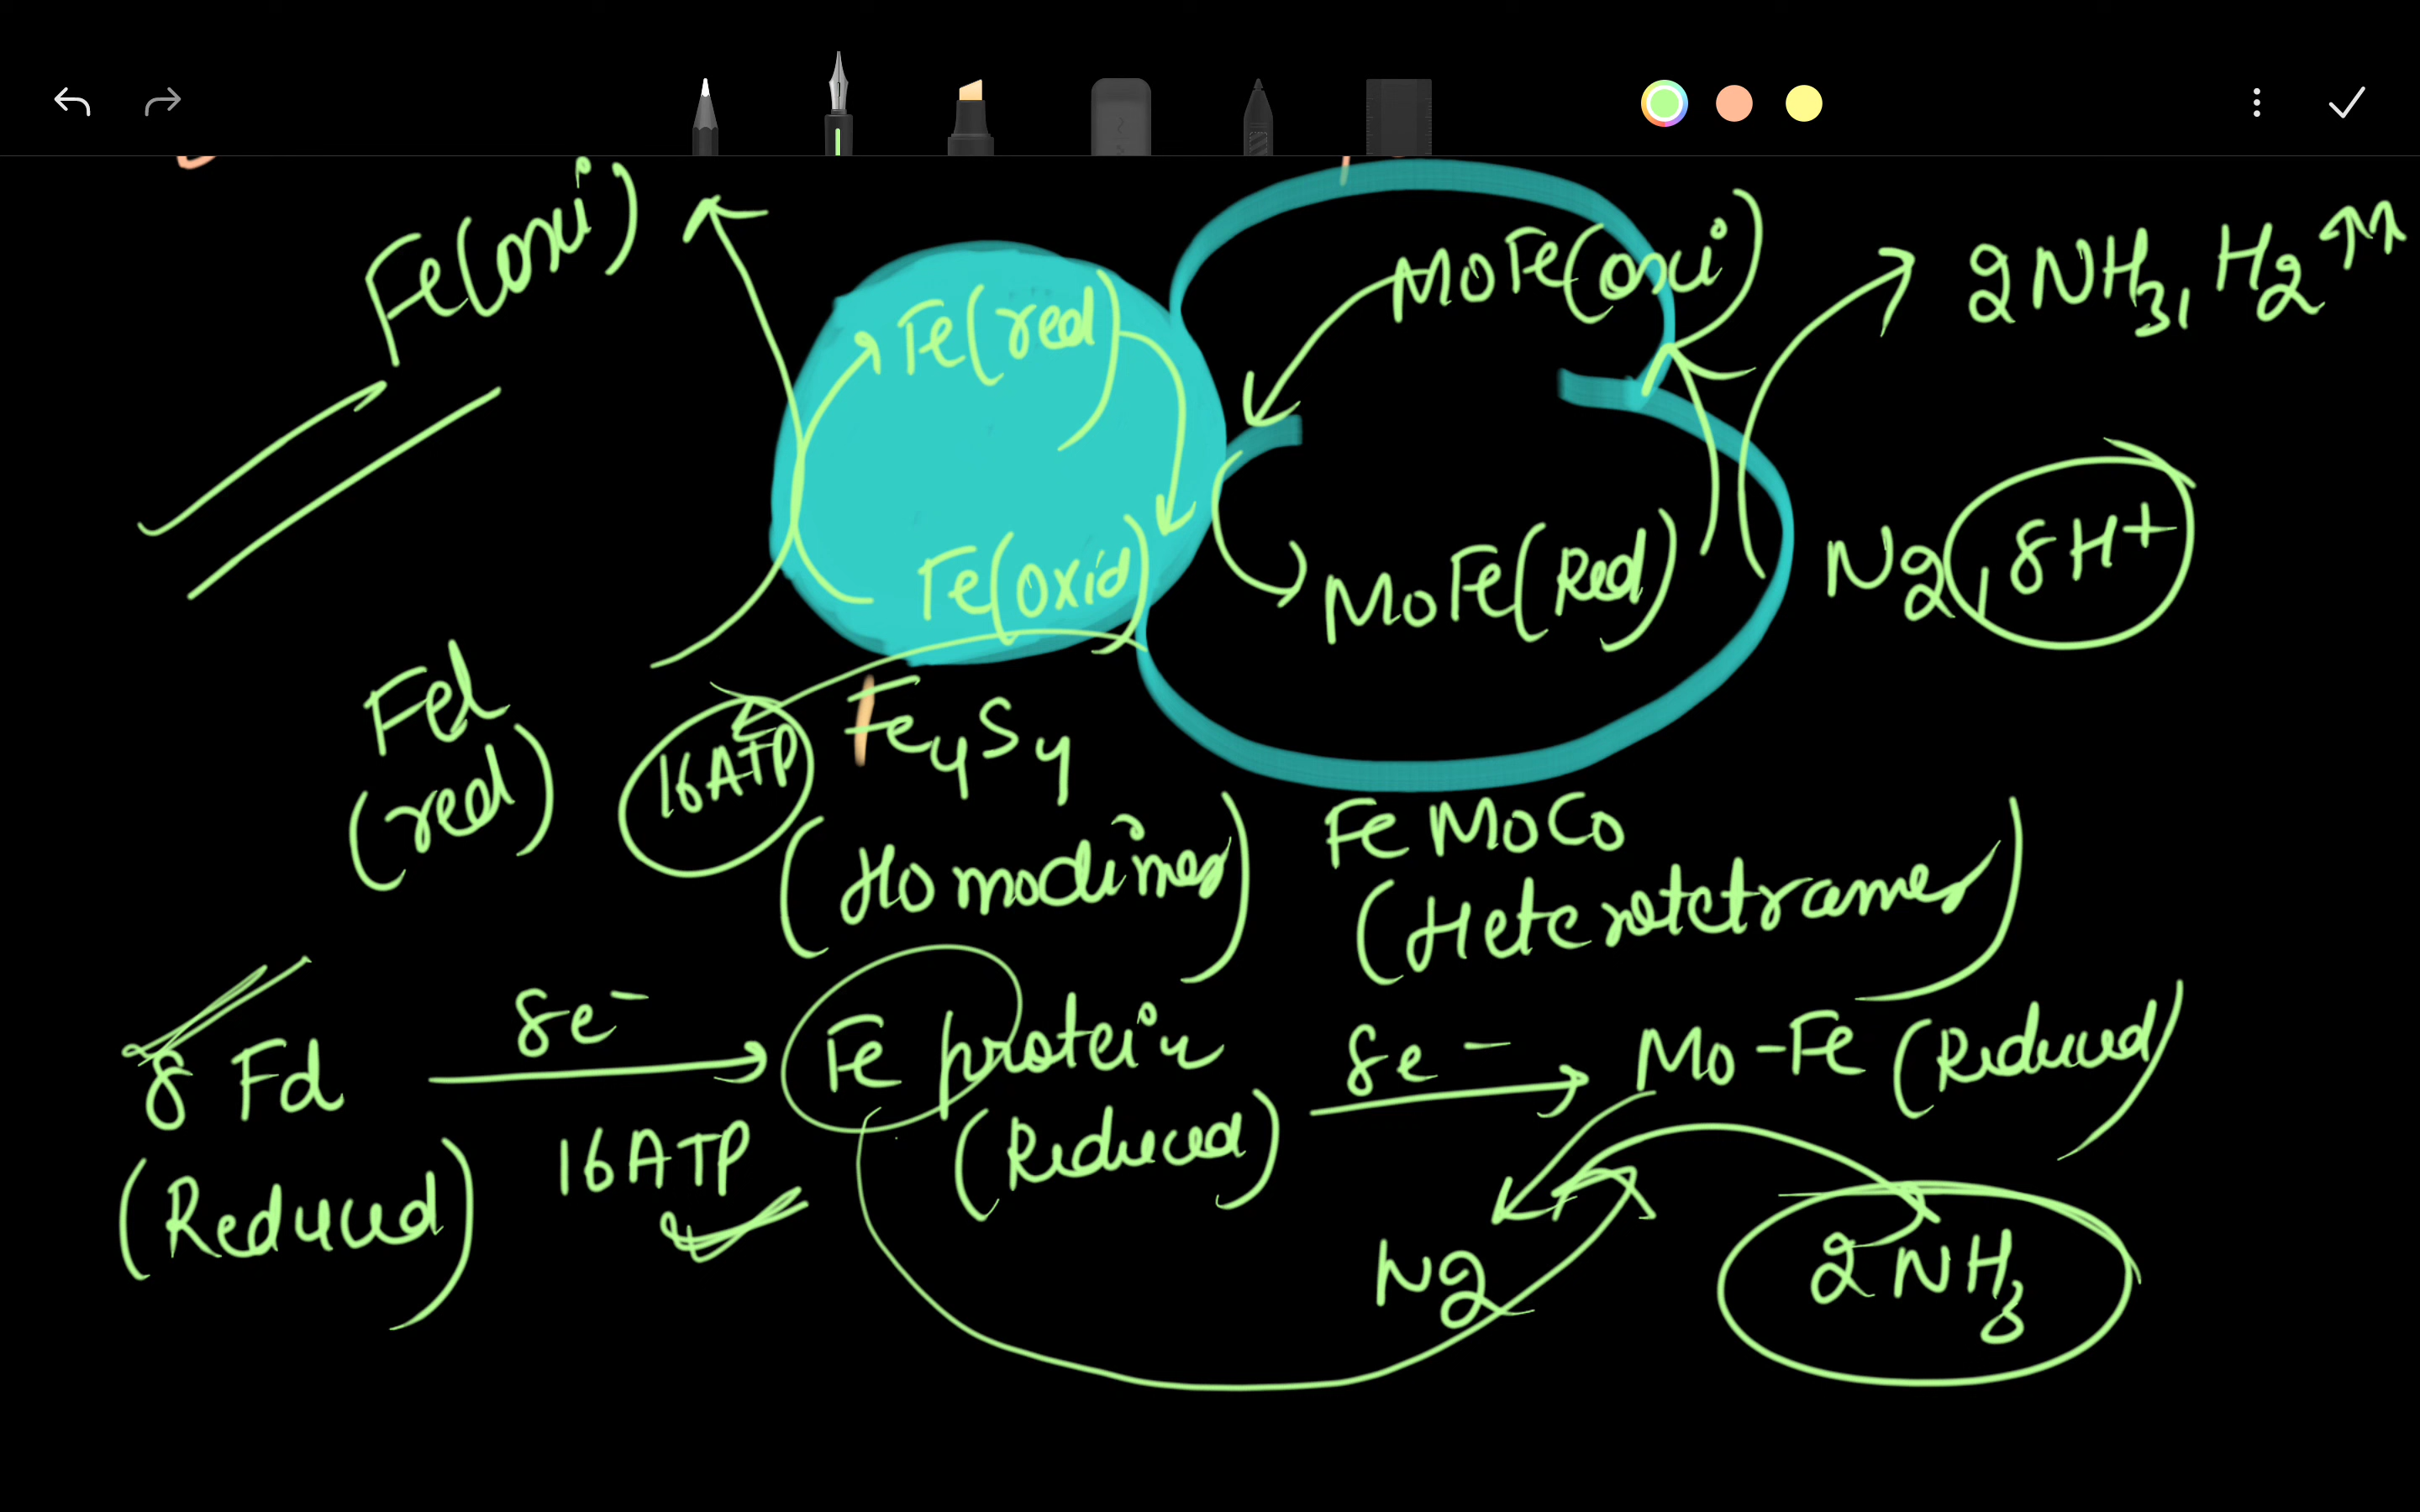 Fe(oxi)
Fe(red)
MoFe(oxi)
2NH3, H2 ↑
Fe(oxid)
MoFe(Red)
N2, 8H+
Fd
(red)
16ATP
Fe4S4
(Homodimer)
FeMoCo
(Heterotetramer)
8 Fd
(Reduced)
8e-
16ATP
Fe protein
(Reduced)
8e-
Mo-Fe (Reduced)
N2
2NH3